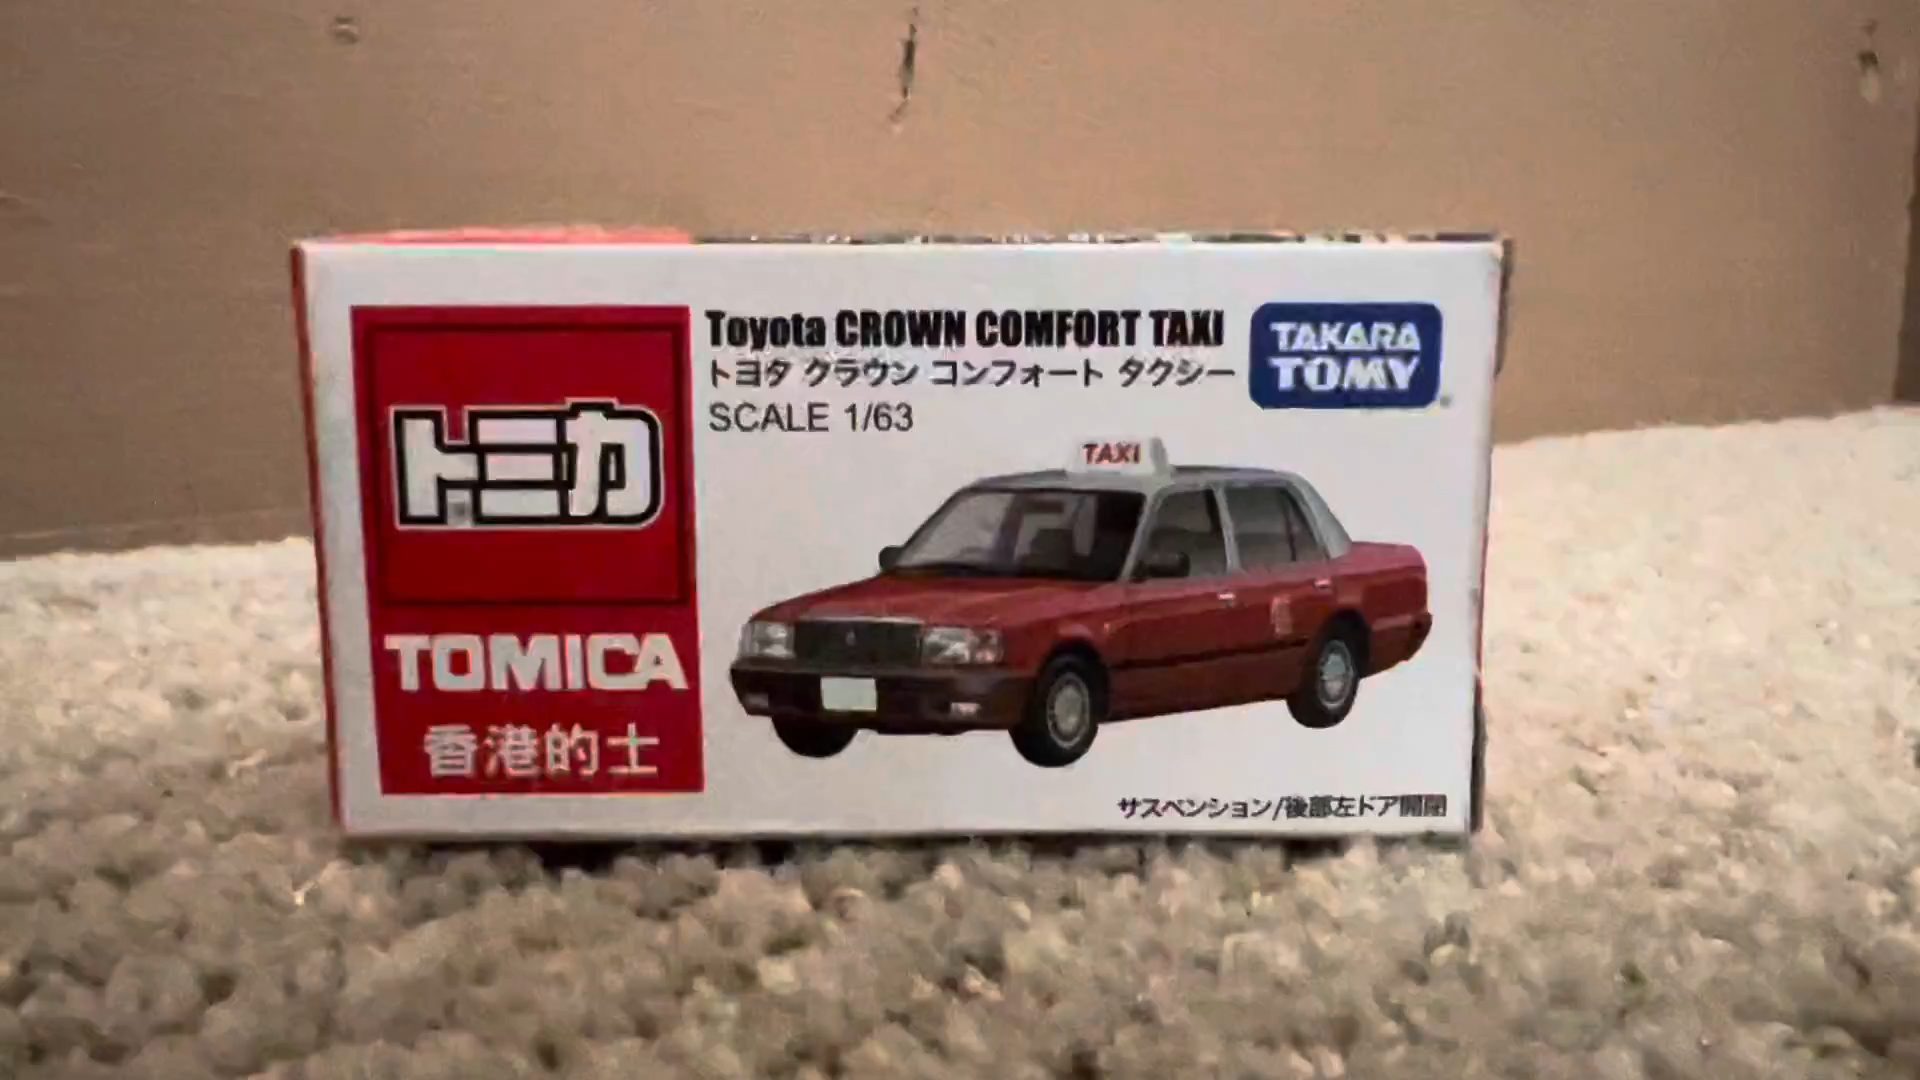 トミカ
TOMICA
香港的士
Toyota CROWN COMFORT TAXI
トヨタ クラウン コンフォート タクシー
SCALE 1/63
TAKARA
TOMY
TAXI
サスペンション/後部左ドア開閉